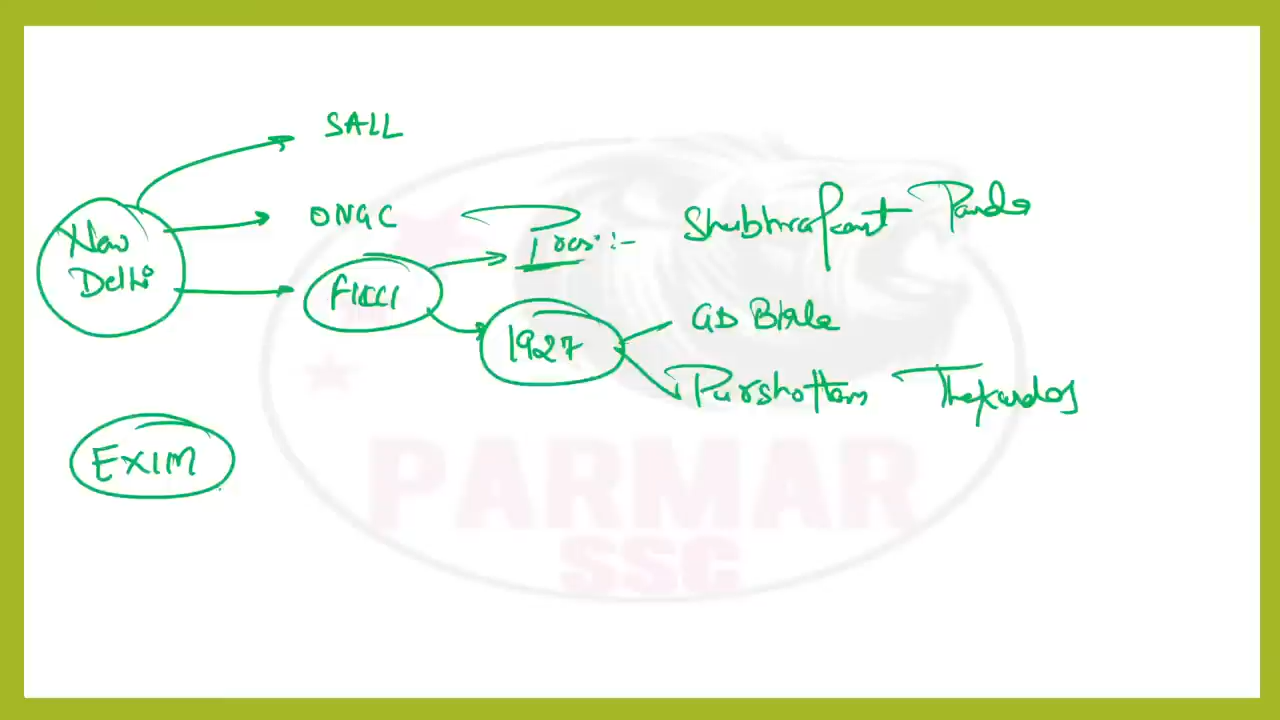 SAIL
New
Delhi
ONGC
FICCI
Pres:-
Shubhrakant Panda
1927
GD Birla
Purshottam Thakurdas
EXIM
PARMAR
SSC